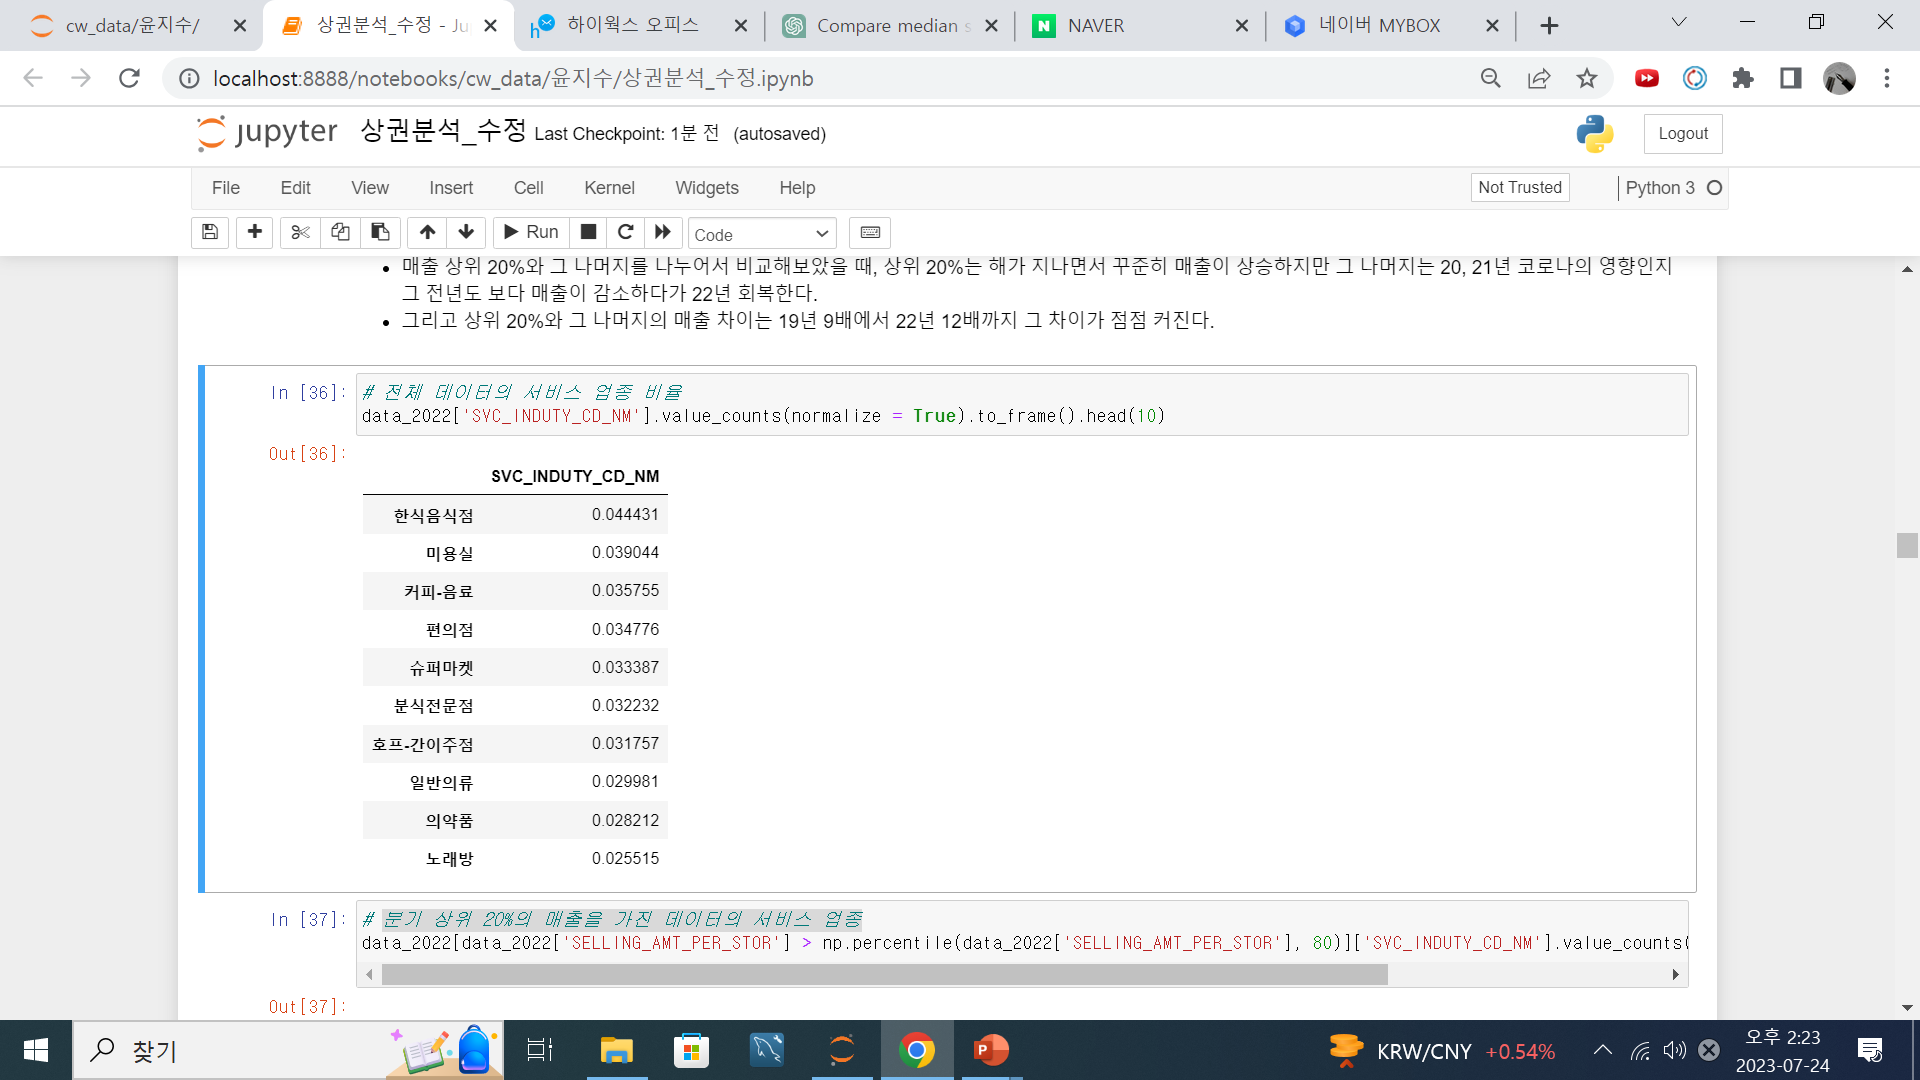 cw_data/윤지수/
상권분석_수정 - Ju
하이웍스 오피스
Compare median s
NAVER
네이버 MYBOX
localhost:8888/notebooks/cw_data/윤지수/상권분석_수정.ipynb
jupyter 상권분석_수정 Last Checkpoint: 1분 전 (autosaved)
Logout
File Edit View Insert Cell Kernel Widgets Help
Not Trusted
Python 3
Run
Code
매출 상위 20%와 그 나머지를 나누어서 비교해보았을 때, 상위 20%는 해가 지나면서 꾸준히 매출이 상승하지만 그 나머지는 20, 21년 코로나의 영향인지
그 전년도 보다 매출이 감소하다가 22년 회복한다.
그리고 상위 20%와 그 나머지의 매출 차이는 19년 9배에서 22년 12배까지 그 차이가 점점 커진다.
In [36]:
# 전체 데이터의 서비스 업종 비율
data_2022['SVC_INDUTY_CD_NM'].value_counts(normalize = True).to_frame().head(10)
Out[36]:
SVC_INDUTY_CD_NM
한식음식점 0.044431
미용실 0.039044
커피-음료 0.035755
편의점 0.034776
슈퍼마켓 0.033387
분식전문점 0.032232
호프-간이주점 0.031757
일반의류 0.029981
의약품 0.028212
노래방 0.025515
In [37]:
# 분기 상위 20%의 매출을 가진 데이터의 서비스 업종
data_2022[data_2022['SELLING_AMT_PER_STOR'] > np.percentile(data_2022['SELLING_AMT_PER_STOR'], 80)]['SVC_INDUTY_CD_NM'].value_counts(
Out[37]:
찾기
P
KRW/CNY +0.54%
오후 2:23
2023-07-24